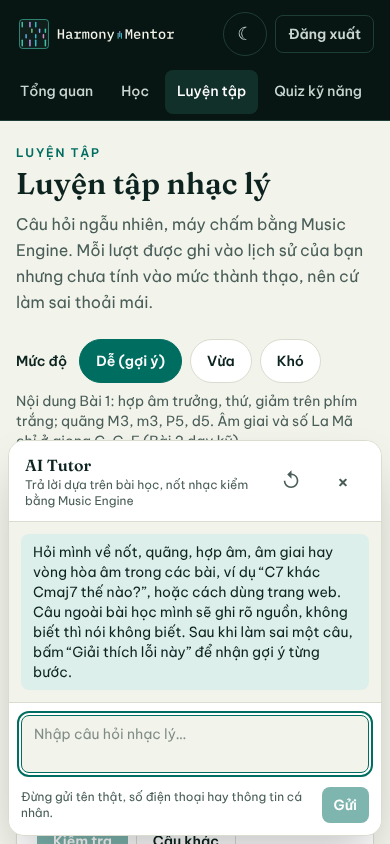 Harmony Mentor
Đăng xuất
Tổng quan
Học
Luyện tập
Quiz kỹ năng
LUYỆN TẬP
Luyện tập nhạc lý
Câu hỏi ngẫu nhiên, máy chấm bằng Music
Engine. Mỗi lượt được ghi vào lịch sử của bạn
nhưng chưa tính vào mức thành thạo, nên cứ
làm sai thoải mái.
Mức độ
Dễ (gợi ý)
Vừa
Khó
Nội dung Bài 1: hợp âm trưởng, thứ, giảm trên phím
trắng; quãng M3, m3, P5, d5. Âm giai và số La Mã
AI Tutor
Trả lời dựa trên bài học, nốt nhạc kiểm
bằng Music Engine
×
Hỏi mình về nốt, quãng, hợp âm, âm giai hay
vòng hòa âm trong các bài, ví dụ “C7 khác
Cmaj7 thế nào?”, hoặc cách dùng trang web.
Câu ngoài bài học mình sẽ ghi rõ nguồn, không
biết thì nói không biết. Sau khi làm sai một câu,
bấm “Giải thích lỗi này” để nhận gợi ý từng
bước.
Nhập câu hỏi nhạc lý…
Đừng gửi tên thật, số điện thoại hay thông tin cá
nhân.
Gửi
Kiểm tra
Câu khác